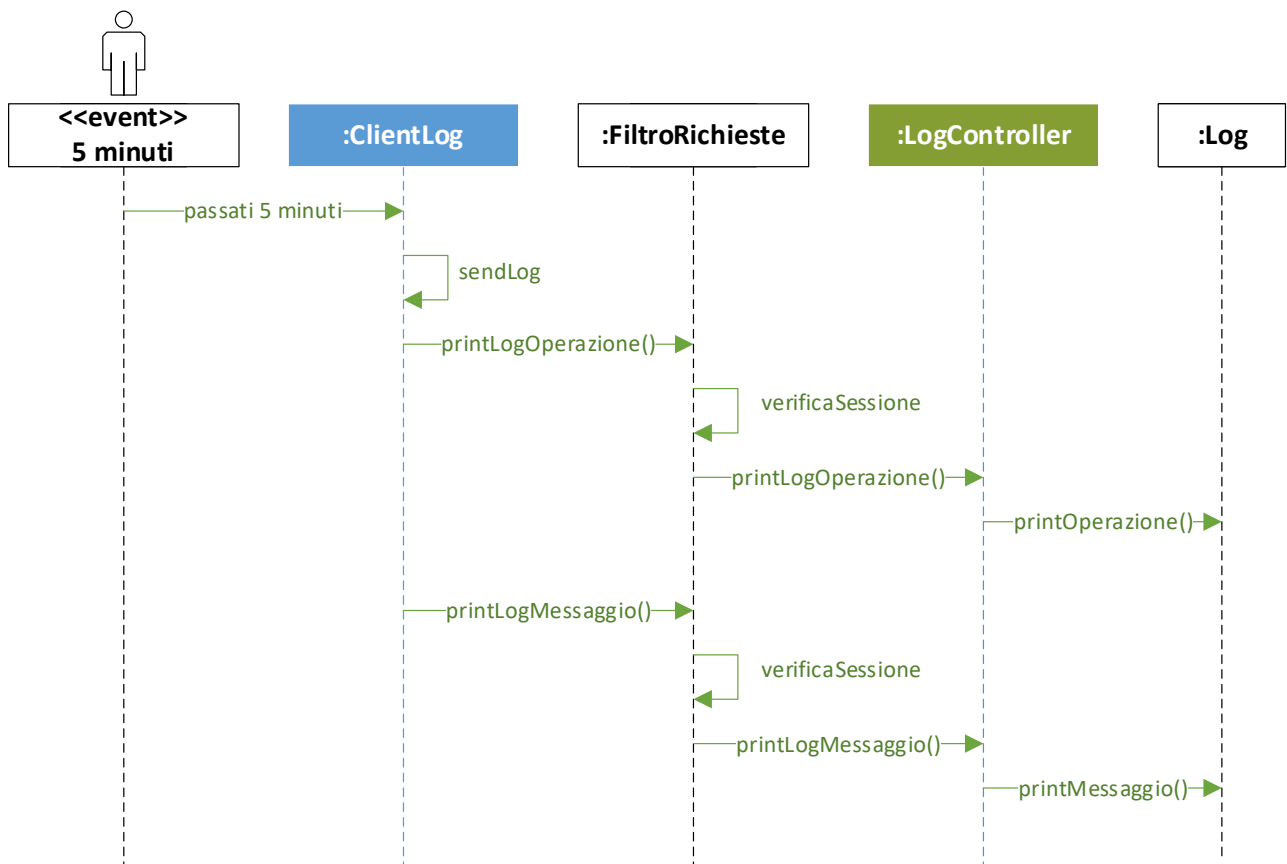 <<event>>
5 minuti
:ClientLog
:FiltroRichieste
:LogController
:Log
passati 5 minuti
sendLog
printLogOperazione()
verificaSessione
printLogOperazione()
printOperazione()
printLogMessaggio()
verificaSessione
printLogMessaggio()
printMessaggio()